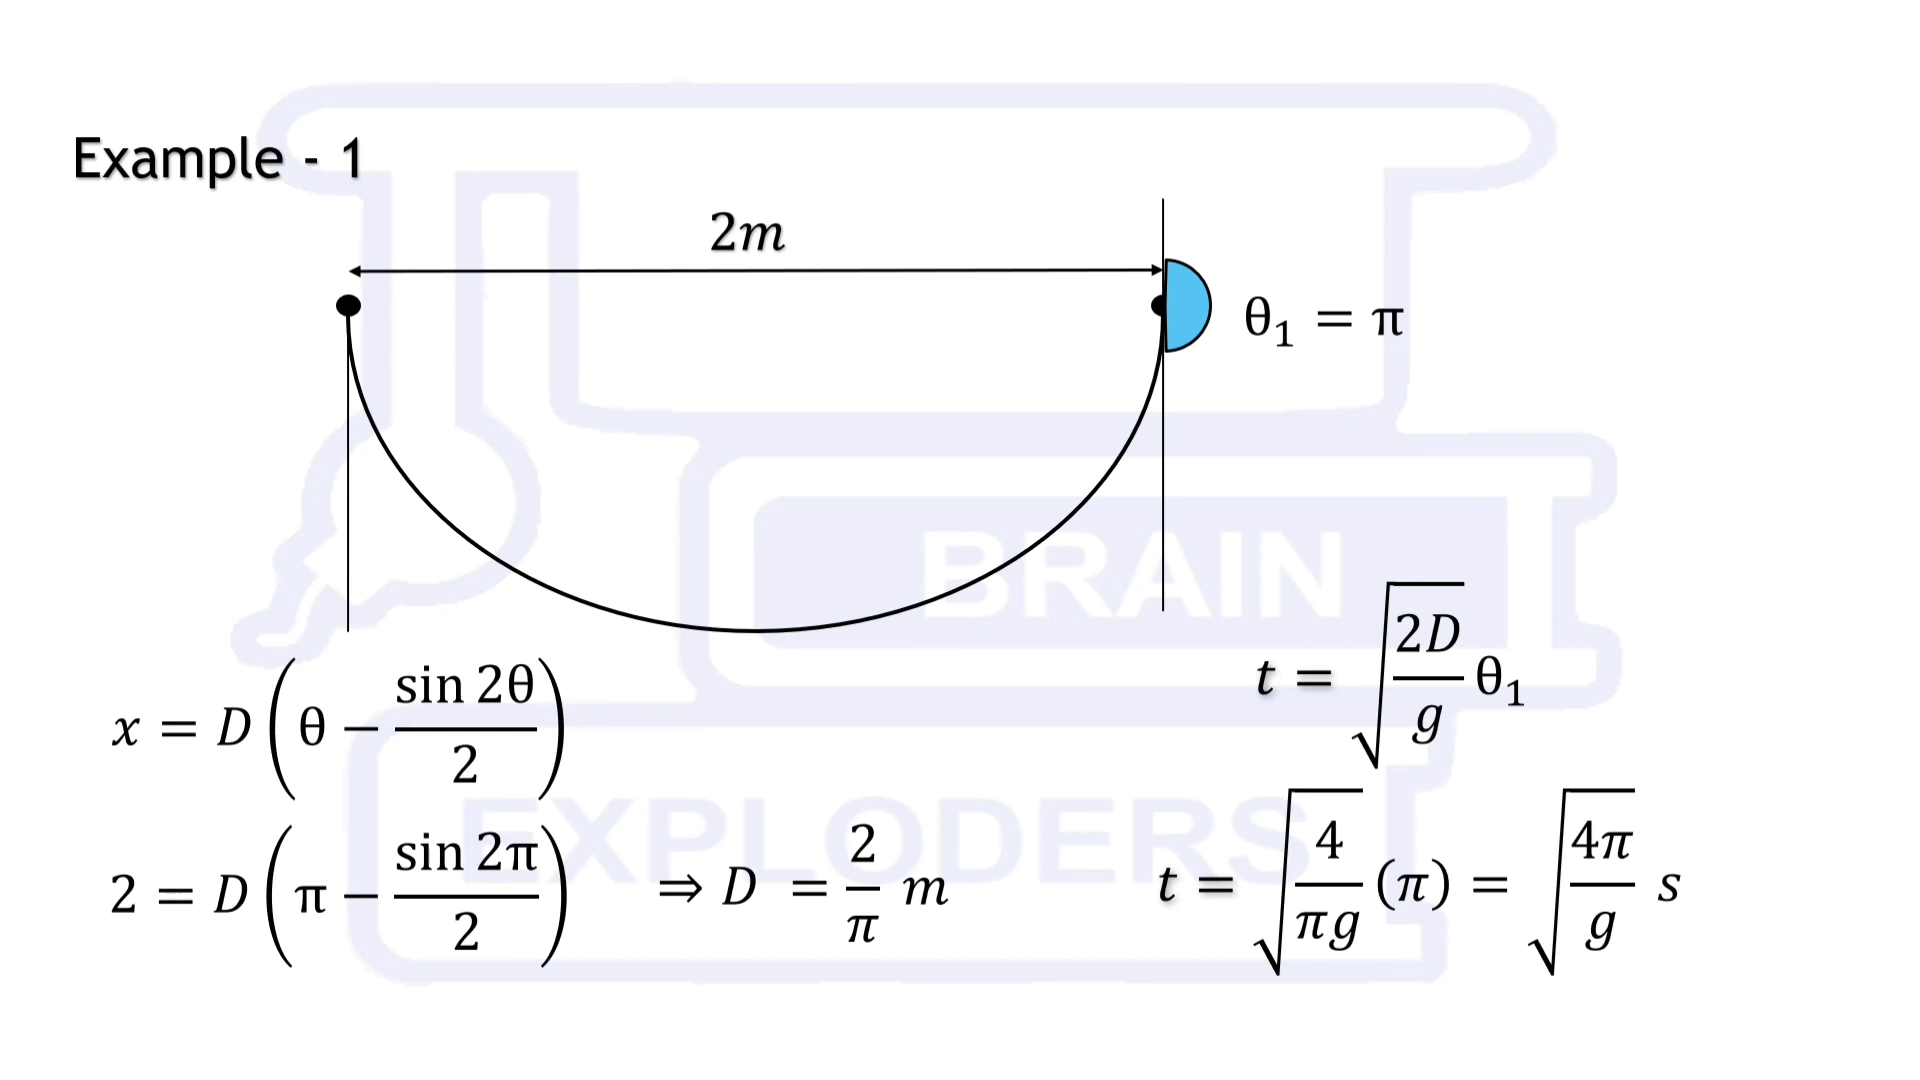 Example - 1
2m
θ₁ = π
BRAIN
x = D(θ − sin 2θ / 2)
t = √(2D/g) θ₁
EXPLODERS
2 = D(π − sin 2π / 2) ⇒ D = 2/π m
t = √(4/πg) (π) = √(4π/g) s